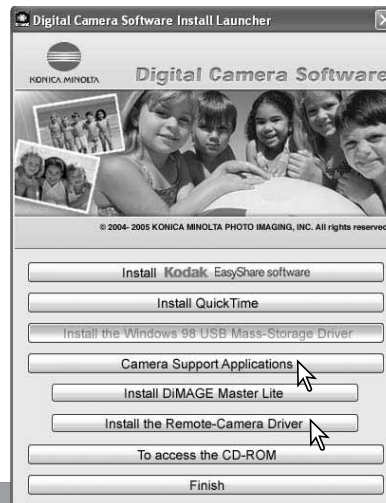 Digital Camera Software Install Launcher
KONICA MINOLTA
Digital Camera Software
© 2004- 2005 KONICA MINOLTA PHOTO IMAGING, INC. All rights reserved
Install Kodak EasyShare software
Install QuickTime
Install the Windows 98 USB Mass-Storage Driver
Camera Support Applications
Install DiMAGE Master Lite
Install the Remote-Camera Driver
To access the CD-ROM
Finish